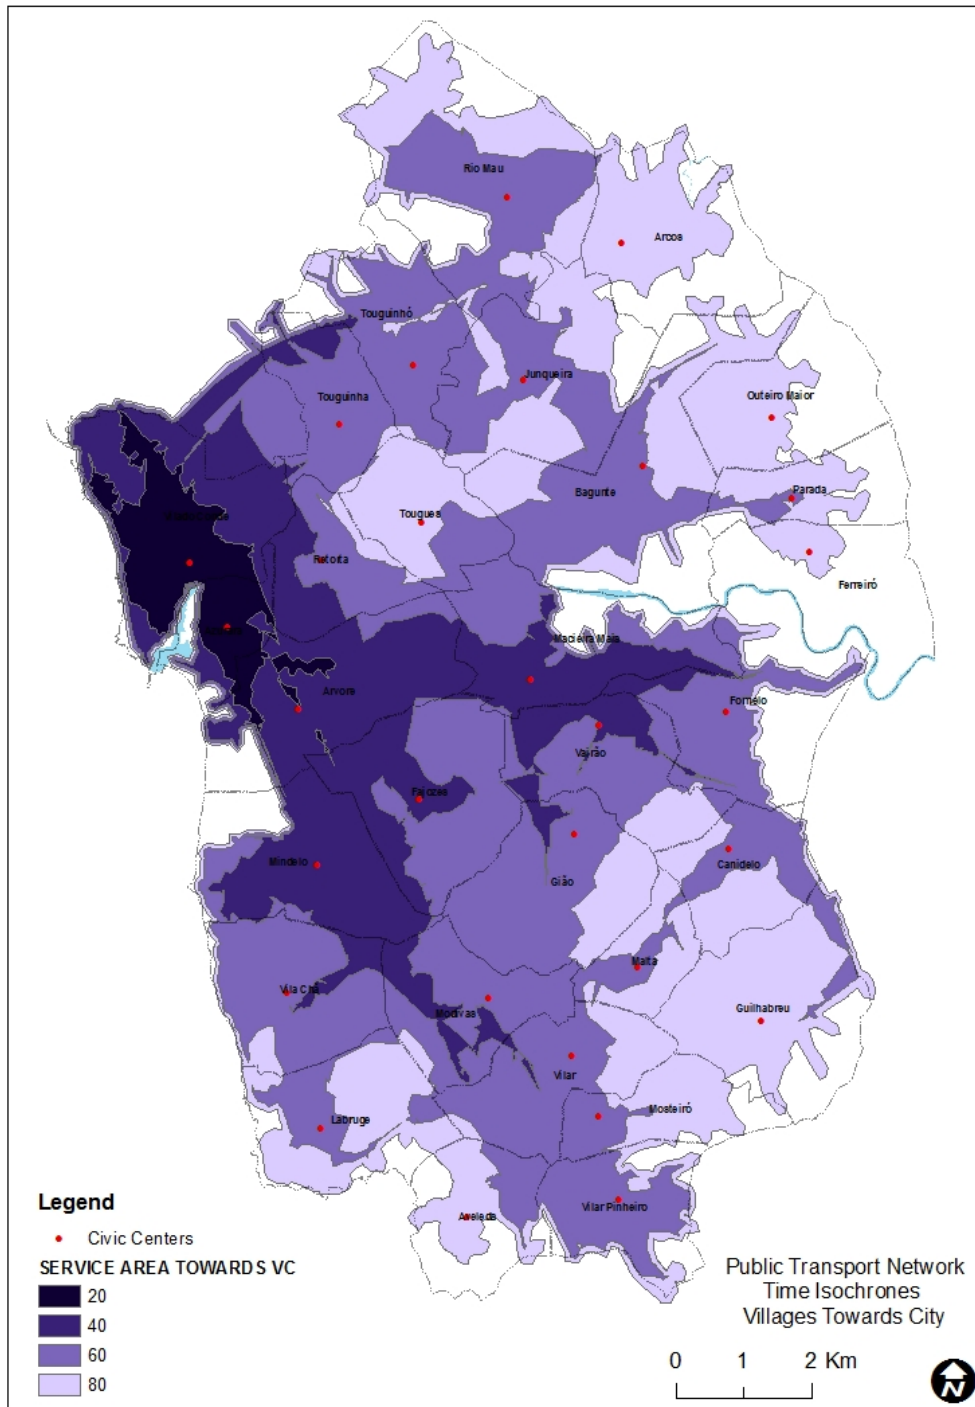 Rio Mau
Arcos
Touguinhó
Junqueira
Touguinha
Outeiro Maior
Bagunte
Parada
Tougues
Retorta
Ferreiró
Macieira Maia
Arvore
Fornelo
Vairão
Fajozes
Mindelo
Canidelo
Gião
Malta
Vila Chã
Guilhabreu
Modivas
Vilar
Mosteiró
Labruge
Vilar Pinheiro
Aveleda
Legend
Civic Centers
SERVICE AREA TOWARDS VC
20
40
60
80
Public Transport Network
Time Isochrones
Villages Towards City
0 1 2 Km
N